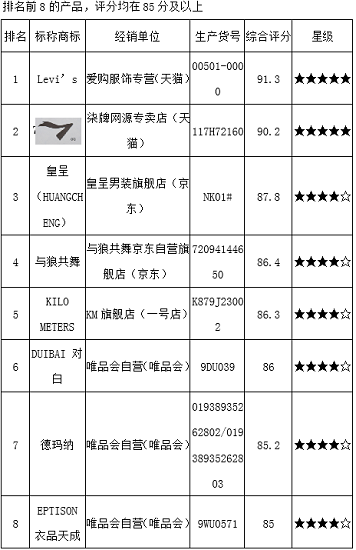 排名前8的产品，评分均在85分及以上
排名 标称商标 经销单位 生产货号 综合评分 星级
1 Levi's 爱购服饰专营(天猫) 00501-0000 91.3 ★★★★★
2 柒牌网源专卖店（天猫） 117H72160 90.2 ★★★★★
3 皇呈（HUANGCHENG） 皇呈男装旗舰店（京东） NK01# 87.8 ★★★★☆
4 与狼共舞 与狼共舞京东自营旗舰店（京东） 72094144650 86.4 ★★★★☆
5 KILO METERS KM旗舰店（一号店） K879J23002 86.3 ★★★★☆
6 DUIBAI 对白 唯品会自营(唯品会) 9DU039 86 ★★★★☆
7 德玛纳 唯品会自营(唯品会) 01938935262802/01938935262803 85.2 ★★★★☆
8 EPTISON 衣品天成 唯品会自营(唯品会) 9WU0571 85 ★★★★☆